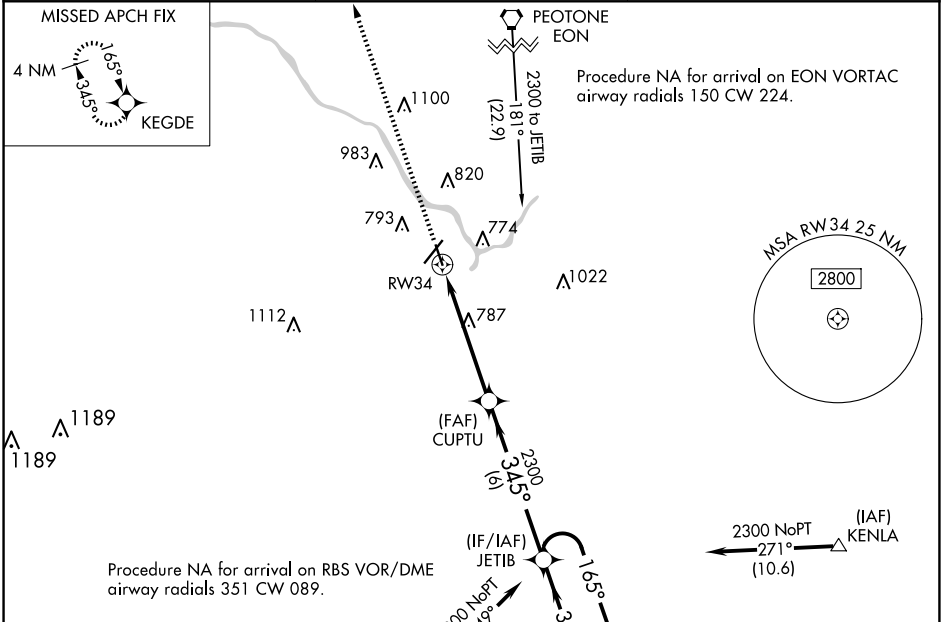 MISSED APCH FIX
4 NM
165°
345°
KEGDE
PEOTONE
EON
2300 to JETIB
181°
(22.9)
Procedure NA for arrival on EON VORTAC
airway radials 150 CW 224.
1100
983
820
793
774
RW34
1022
MSA RW34 25 NM
2800
1112
787
1189
1189
(FAF)
CUPTU
2300
345°
(6)
(IF/IAF)
JETIB
165°
2300 NoPT
271°
(10.6)
(IAF)
KENLA
Procedure NA for arrival on RBS VOR/DME
airway radials 351 CW 089.
NoPT